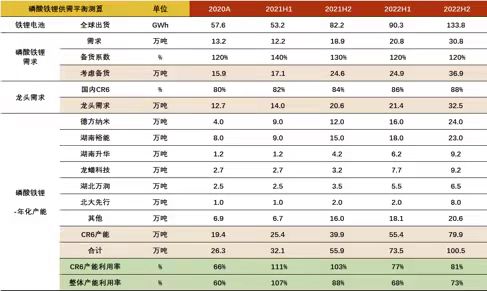 磷酸铁锂供需平衡测算 单位 2020A 2021H1 2021H2 2022H1 2022H2
铁锂电池 全球出货 GWh 57.6 53.2 82.2 90.3 133.8
磷酸铁锂需求 需求 万吨 13.2 12.2 18.9 20.8 30.8
备货系数 % 120% 140% 130% 120% 120%
考虑备货 万吨 15.9 17.1 24.6 24.9 36.9
龙头需求 国内CR6 % 80% 82% 84% 86% 88%
龙头需求 万吨 12.7 14.0 20.6 21.4 32.5
磷酸铁锂-年化产能 德方纳米 万吨 4.0 9.0 12.0 16.0 24.0
湖南裕能 万吨 8.0 9.0 15.0 18.0 23.0
湖南升华 万吨 1.2 1.2 4.2 6.2 9.2
龙蟠科技 万吨 2.7 2.7 3.2 7.7 9.2
湖北万润 万吨 2.5 2.5 3.5 5.5 6.5
北大先行 万吨 1.0 1.0 2.0 2.0 8.0
其他 万吨 6.9 6.7 16.0 18.1 20.6
CR6产能 万吨 19.4 25.4 39.9 55.4 79.9
合计 万吨 26.3 32.1 55.9 73.5 100.5
CR6产能利用率 % 66% 111% 103% 77% 81%
整体产能利用率 % 60% 107% 88% 68% 73%